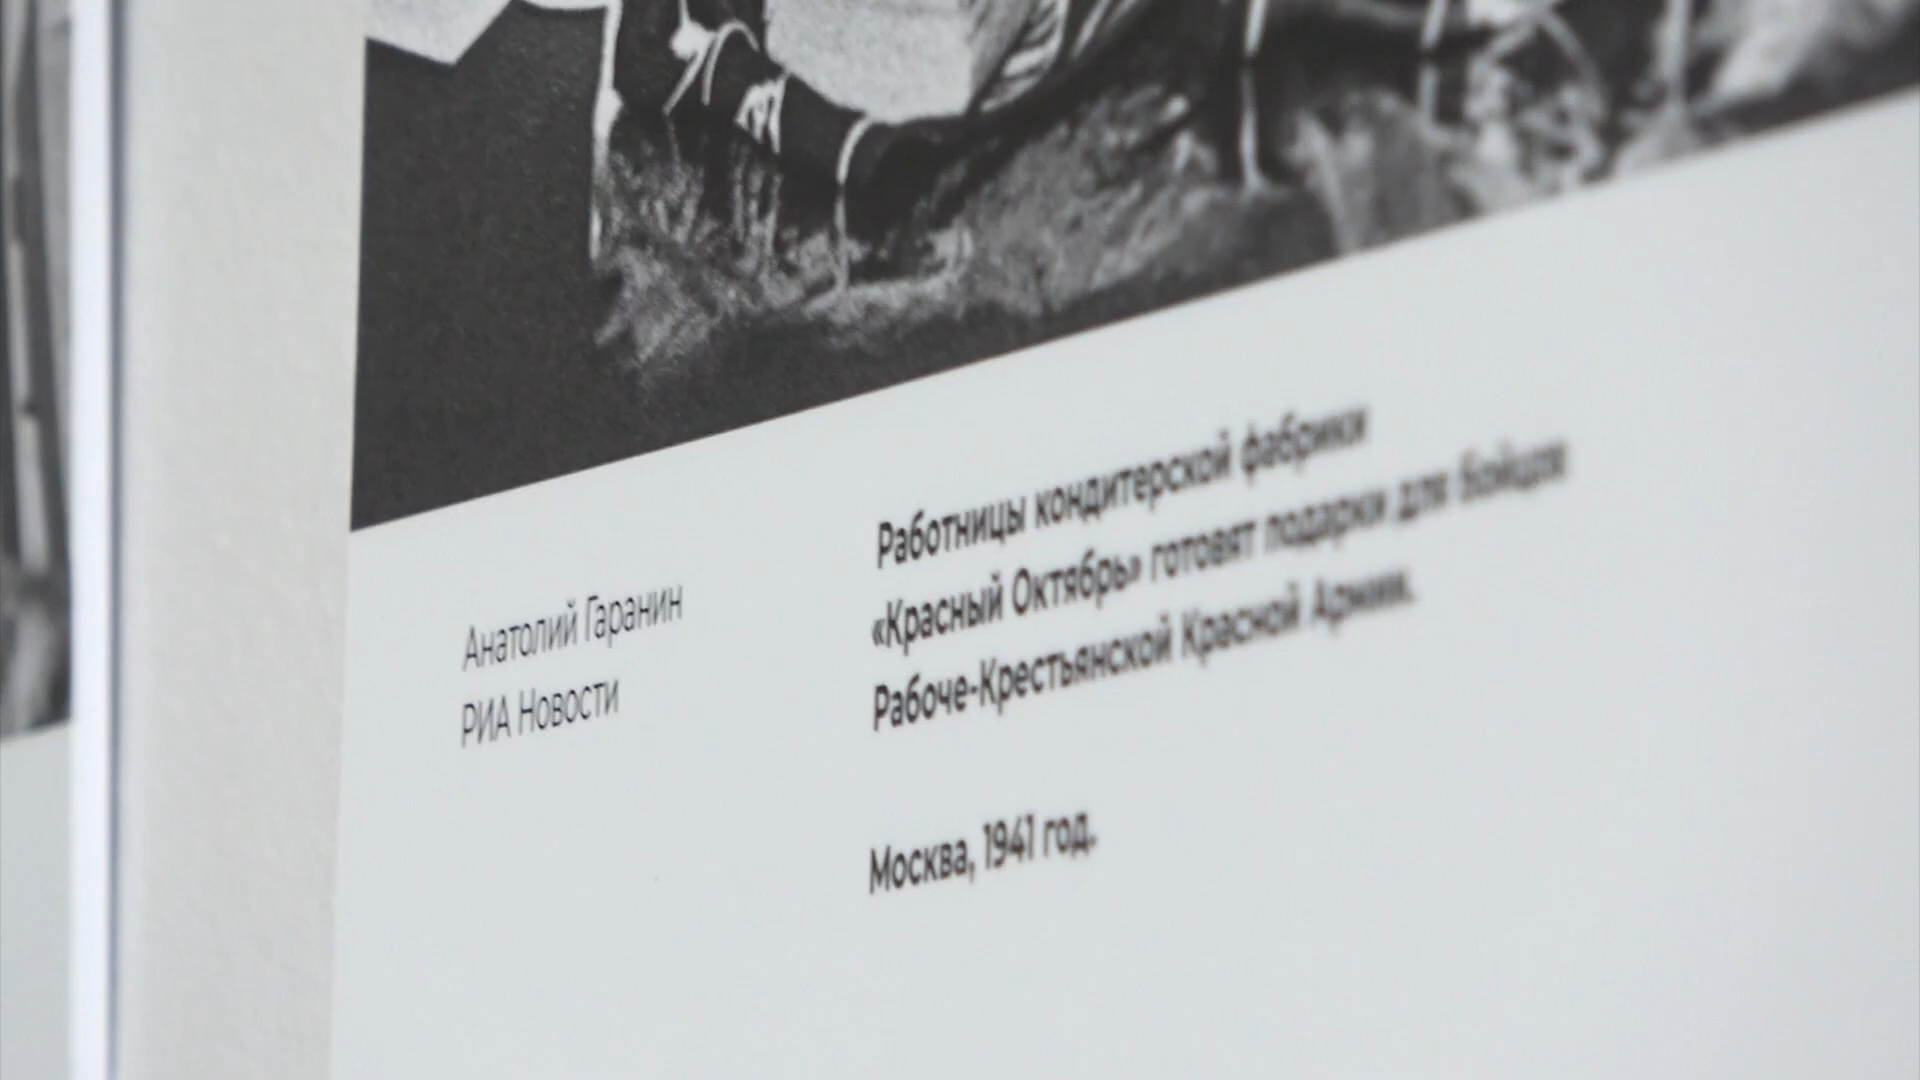 Анатолий Гаранин
РИА Новости
Работницы кондитерской фабрики
«Красный Октябрь» готовят подарки для бойцов
Рабоче-Крестьянской Красной Армии.
Москва, 1941 год.